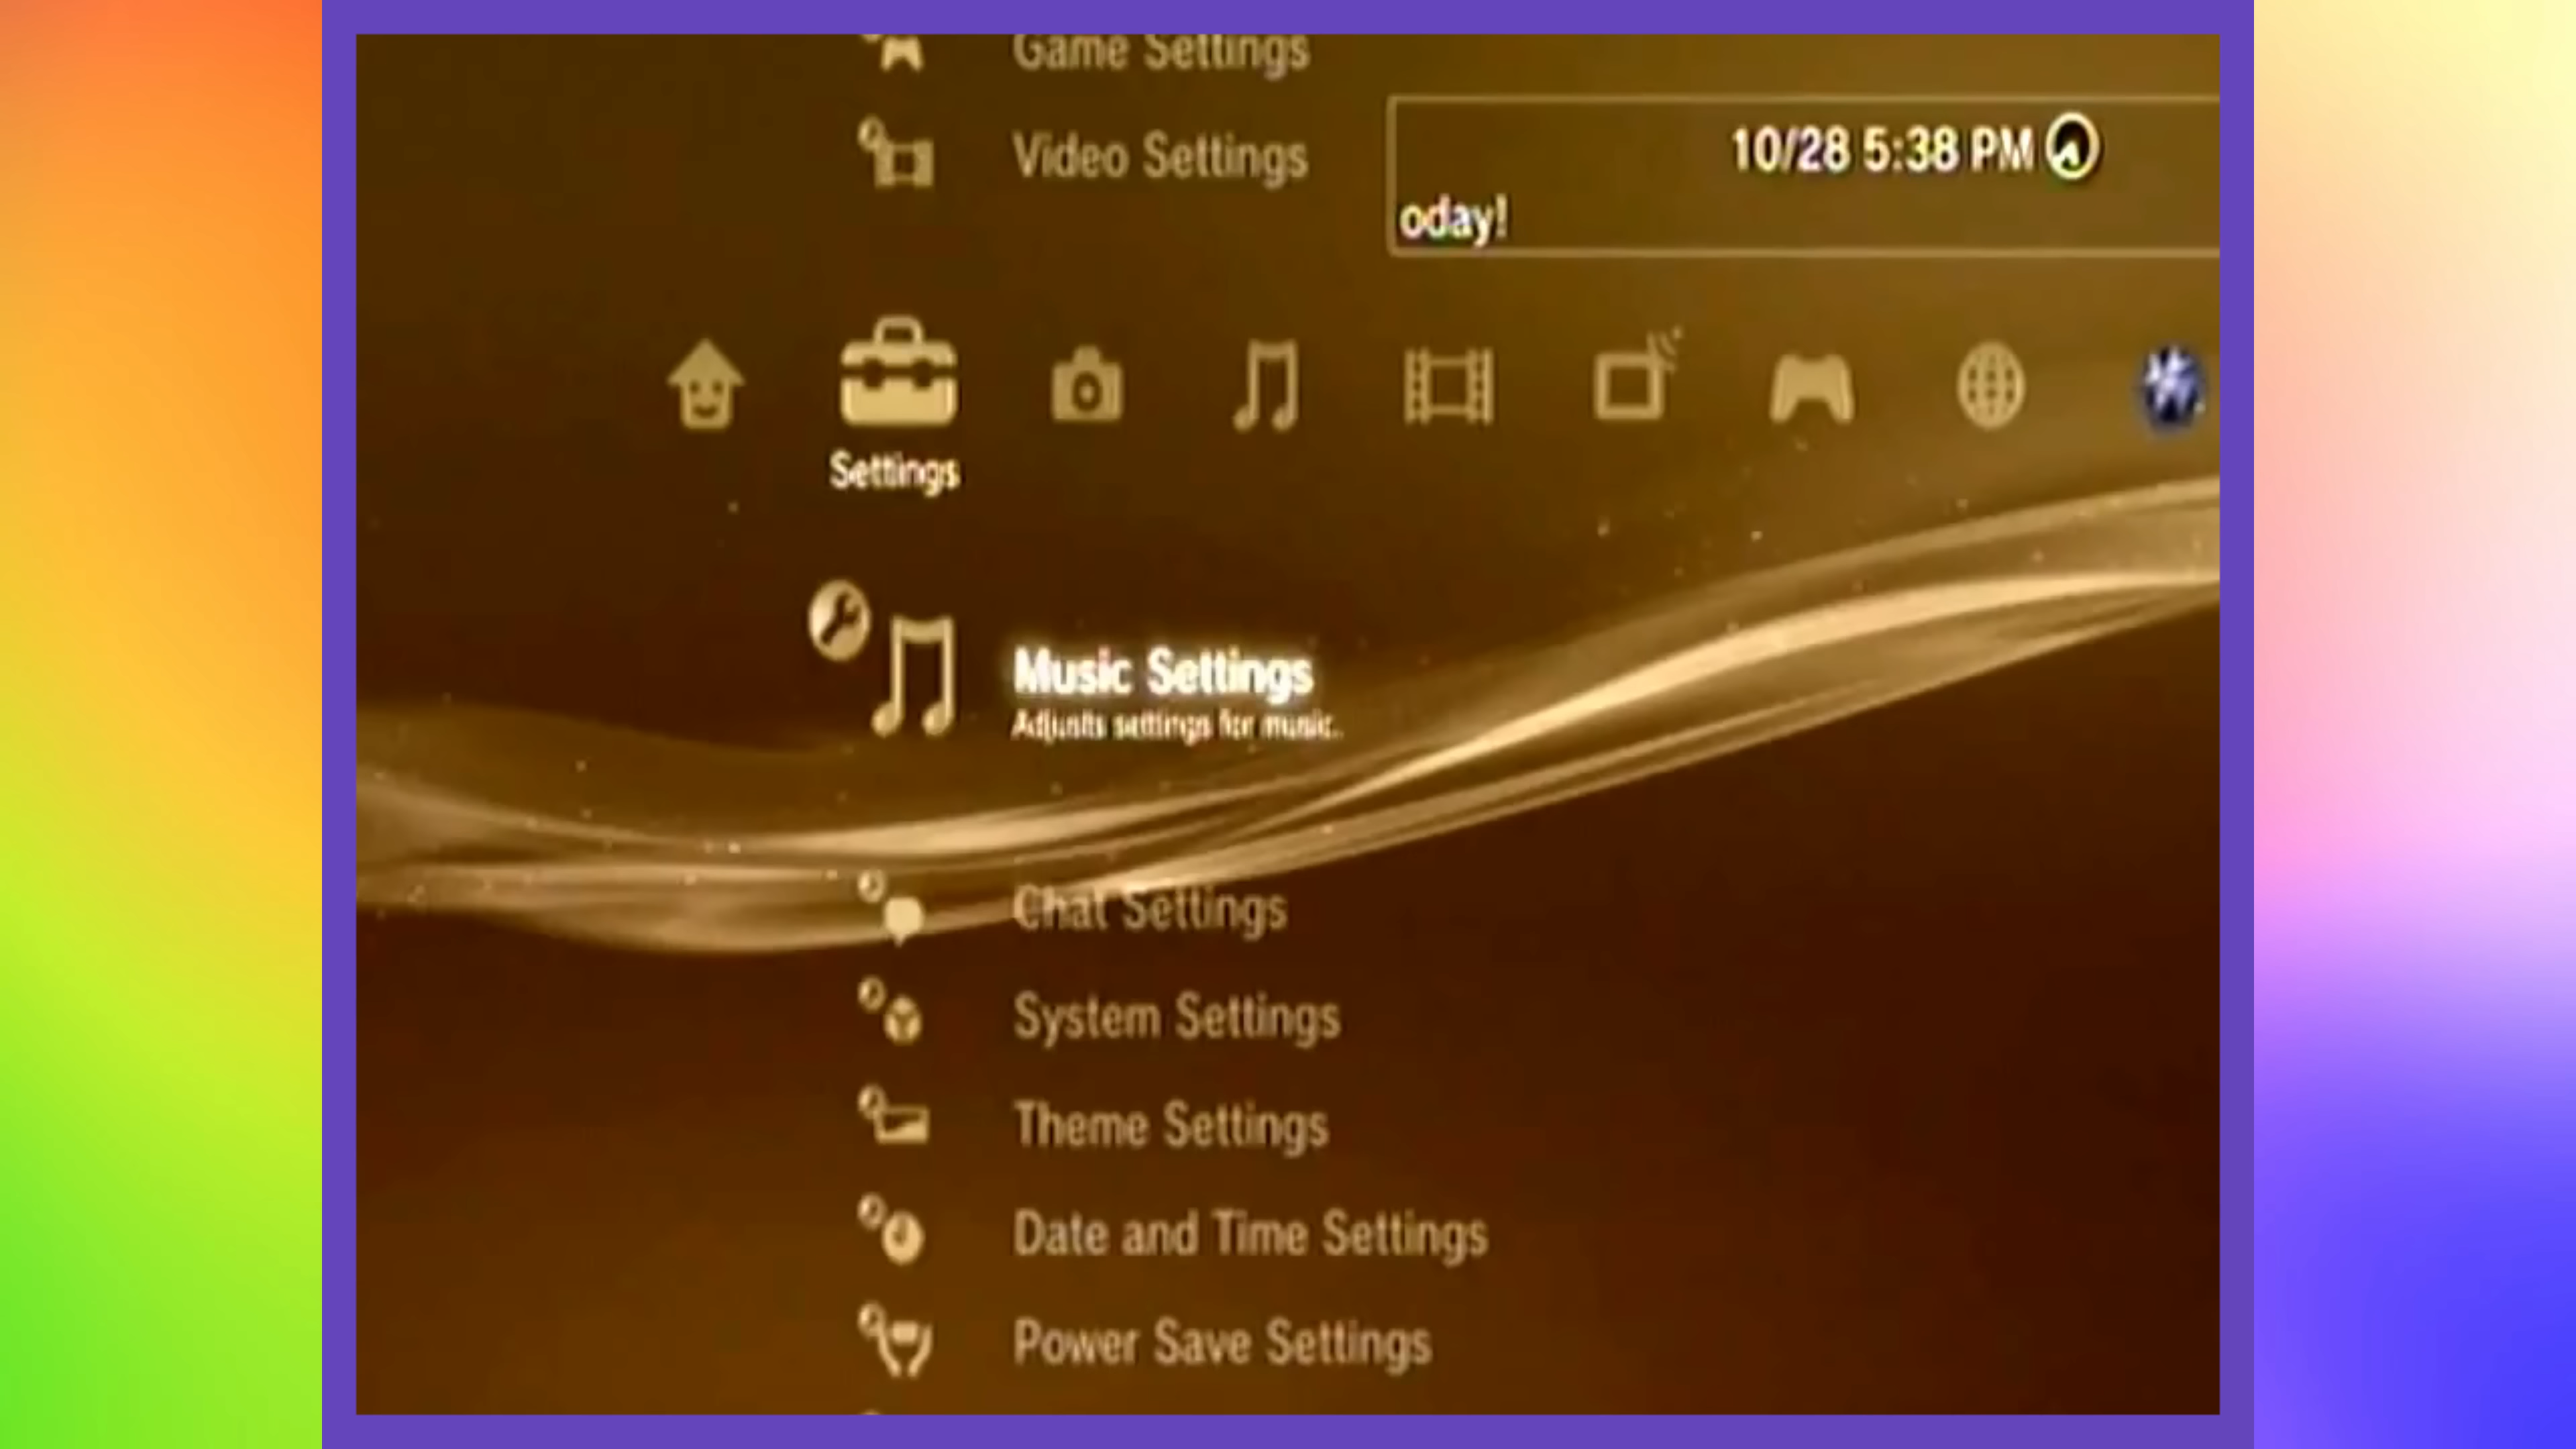 Game Settings
Video Settings
10/28 5:38 PM
oday!
Settings
Music Settings
Adjusts settings for music.
Chat Settings
System Settings
Theme Settings
Date and Time Settings
Power Save Settings